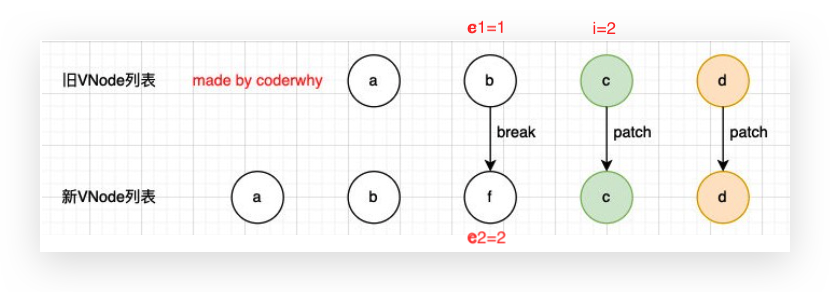 e1=1
i=2
旧VNode列表
made by coderwhy
a
b
c
d
break
patch
patch
新VNode列表
a
b
f
c
d
e2=2